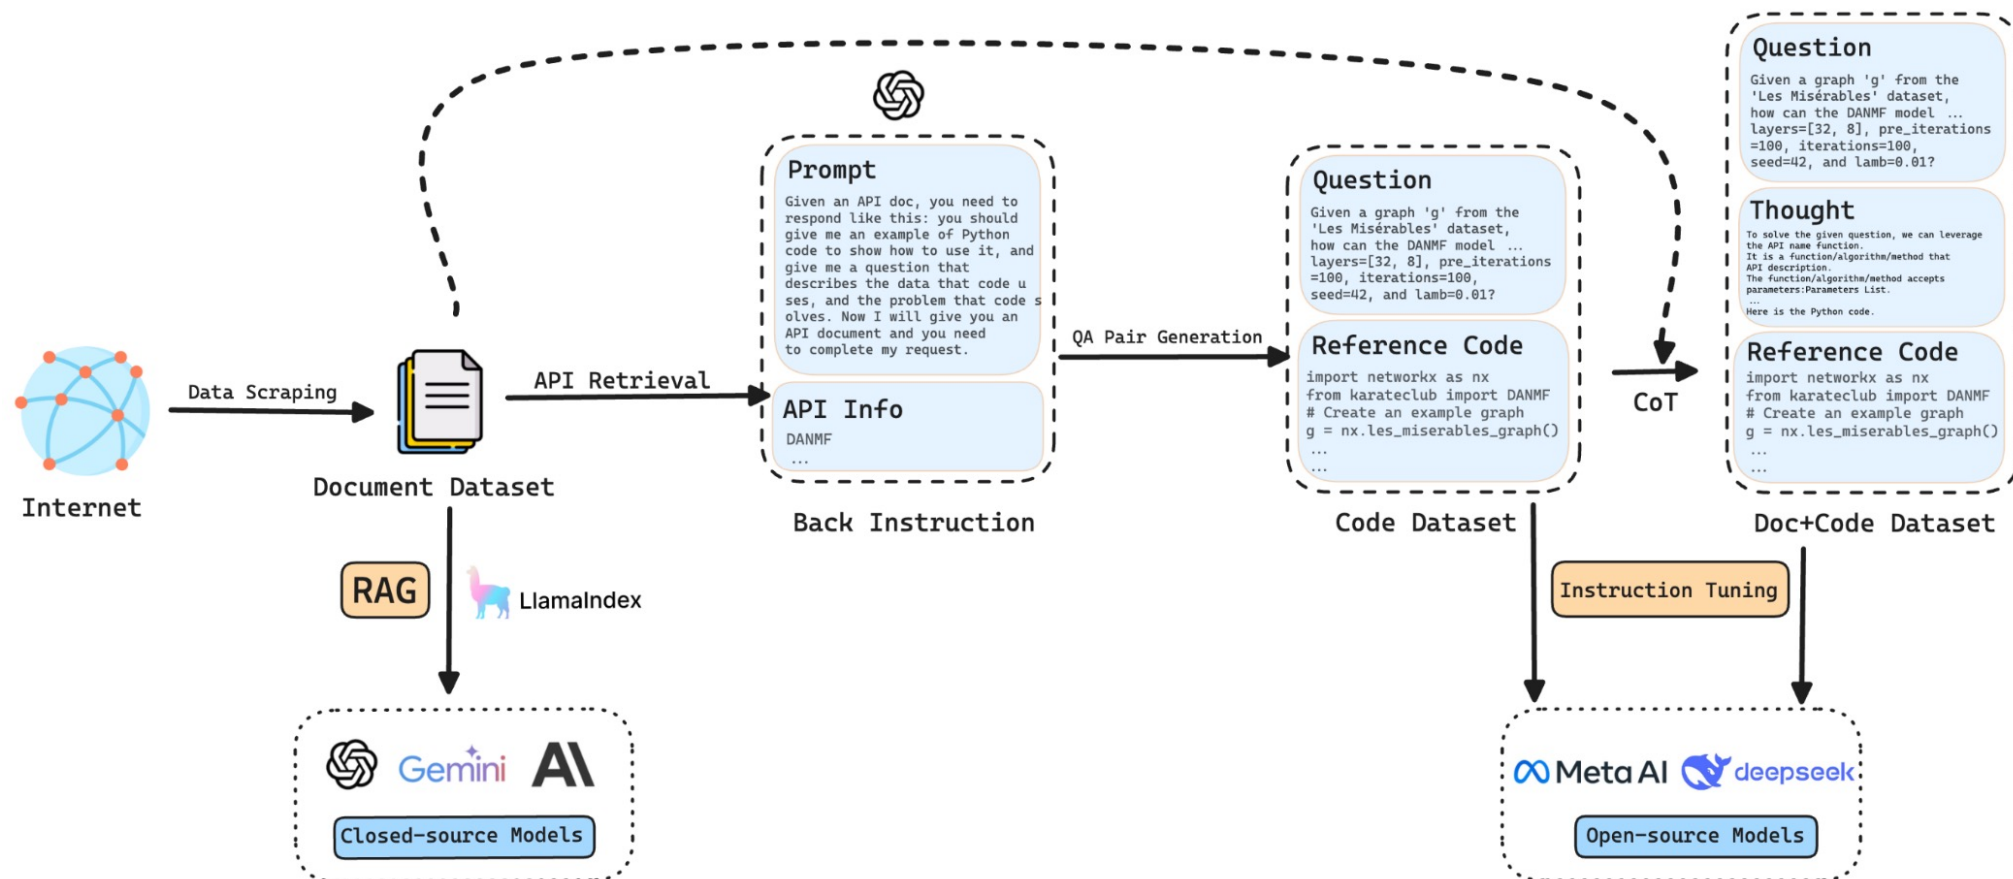 Internet
Data Scraping
Document Dataset
API Retrieval
RAG
LlamaIndex
Gemini
Closed-source Models
Prompt
Given an API doc, you need to
respond like this: you should
give me an example of Python
code to show how to use it, and
give me a question that
describes the data that code u
ses, and the problem that code s
olves. Now I will give you an
API document and you need
to complete my request.
API Info
DANMF
...
Back Instruction
QA Pair Generation
Question
Given a graph 'g' from the
'Les Misérables' dataset,
how can the DANMF model ...
layers=[32, 8], pre_iterations
=100, iterations=100,
seed=42, and lamb=0.01?
Reference Code
import networkx as nx
from karateclub import DANMF
# Create an example graph
g = nx.les_miserables_graph()
...
...
Code Dataset
CoT
Question
Given a graph 'g' from the
'Les Misérables' dataset,
how can the DANMF model ...
layers=[32, 8], pre_iterations
=100, iterations=100,
seed=42, and lamb=0.01?
Thought
To solve the given question, we can leverage
the API name function.
It is a function/algorithm/method that
API description.
The function/algorithm/method accepts
parameters:Parameters List.
...
Here is the Python code.
Reference Code
import networkx as nx
from karateclub import DANMF
# Create an example graph
g = nx.les_miserables_graph()
...
...
Doc+Code Dataset
Instruction Tuning
Meta AI
deepseek
Open-source Models